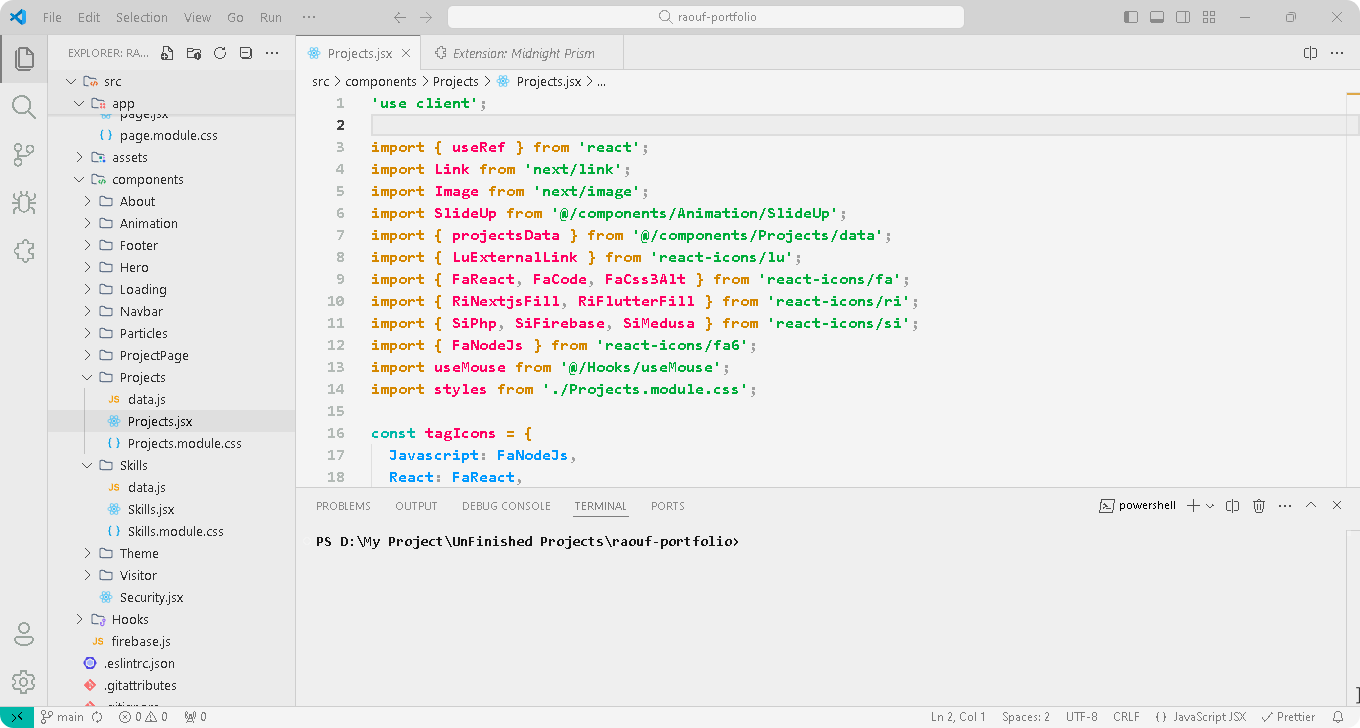 File Edit Selection View Go Run ··· raouf-portfolio
EXPLORER: RA...
src
app
page.jsx
page.module.css
assets
components
About
Animation
Footer
Hero
Loading
Navbar
Particles
ProjectPage
Projects
JS data.js
Projects.jsx
{ } Projects.module.css
Skills
JS data.js
Skills.jsx
{ } Skills.module.css
Theme
Visitor
Security.jsx
Hooks
JS firebase.js
.eslintrc.json
.gitattributes
Projects.jsx Extension: Midnight Prism
src > components > Projects > Projects.jsx > ...
1 'use client';
2
3 import { useRef } from 'react';
4 import Link from 'next/link';
5 import Image from 'next/image';
6 import SlideUp from '@/components/Animation/SlideUp';
7 import { projectsData } from '@/components/Projects/data';
8 import { LuExternalLink } from 'react-icons/lu';
9 import { FaReact, FaCode, FaCss3Alt } from 'react-icons/fa';
10 import { RiNextjsFill, RiFlutterFill } from 'react-icons/ri';
11 import { SiPhp, SiFirebase, SiMedusa } from 'react-icons/si';
12 import { FaNodeJs } from 'react-icons/fa6';
13 import useMouse from '@/Hooks/useMouse';
14 import styles from './Projects.module.css';
15
16 const tagIcons = {
17 Javascript: FaNodeJs,
18 React: FaReact,
PROBLEMS OUTPUT DEBUG CONSOLE TERMINAL PORTS powershell
PS D:\My Project\UnFinished Projects\raouf-portfolio>
main 0 0 0 Ln 2, Col 1 Spaces: 2 UTF-8 CRLF { } JavaScript JSX Prettier